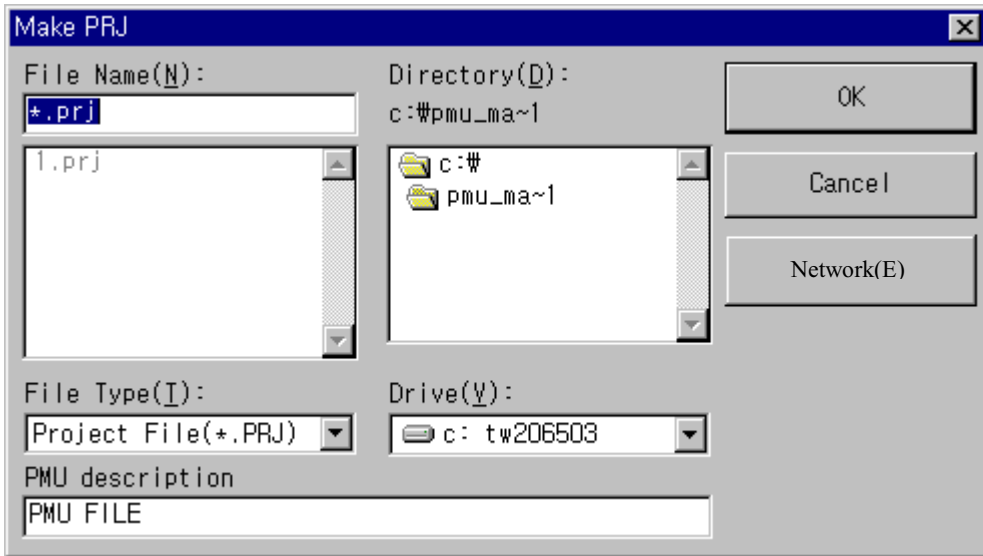 Make PRJ
File Name(N):
*.prj
1.prj
Directory(D):
c:₩pmu_ma~1
c:₩
pmu_ma~1
OK
Cancel
Network(E)
File Type(T):
Project File(*.PRJ)
Drive(V):
c: tw206503
PMU description
PMU FILE